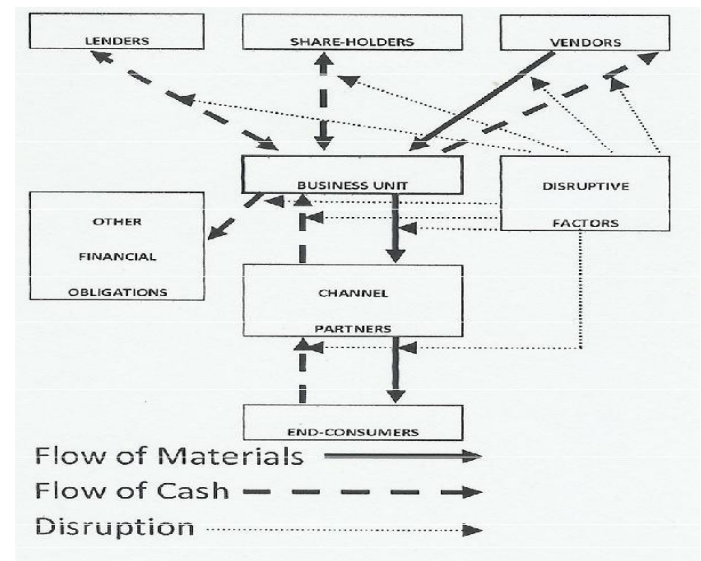 LENDERS
SHARE-HOLDERS
VENDORS
BUSINESS UNIT
DISRUPTIVE
FACTORS
OTHER
FINANCIAL
OBLIGATIONS
CHANNEL
PARTNERS
END-CONSUMERS
Flow of Materials
Flow of Cash
Disruption